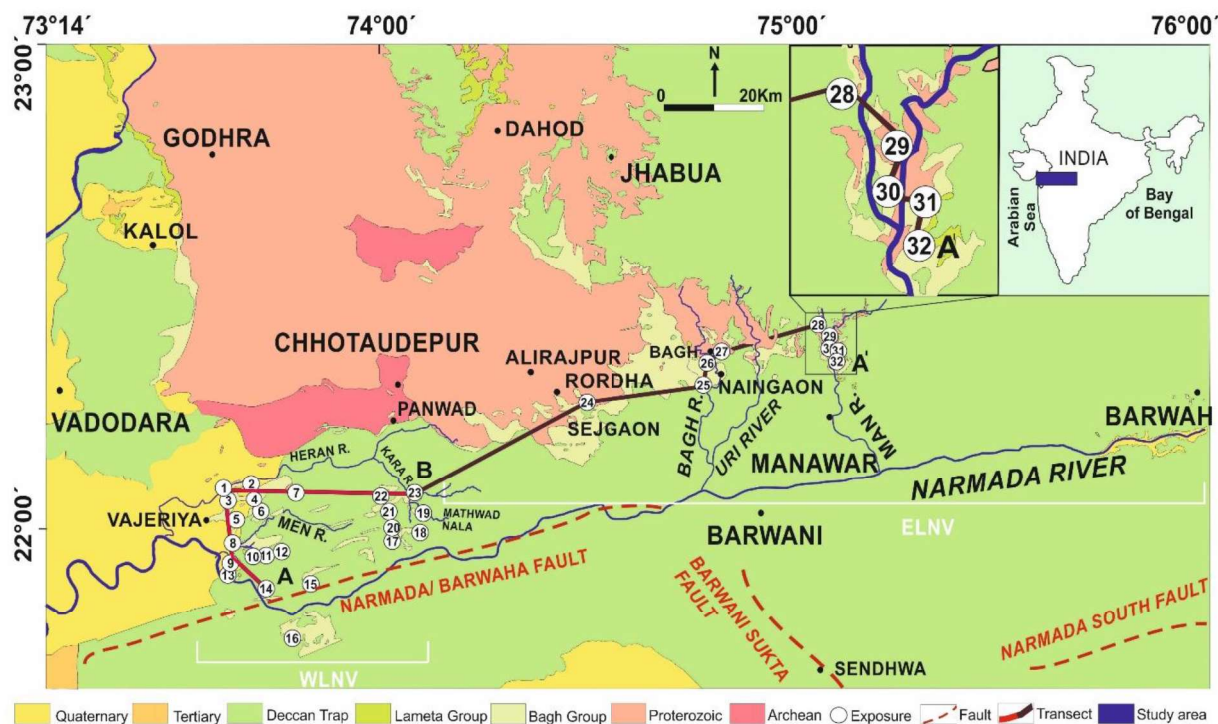 73°14´
74°00´
75°00´
76°00´
23°00´
22°00´
N
0 20Km
GODHRA
DAHOD
JHABUA
KALOL
CHHOTAUDEPUR
ALIRAJPUR
RORDHA
PANWAD
VADODARA
SEJGAON
BAGH
NAINGAON
BAGH R.
URI RIVER
MAN R.
MANAWAR
BARWAH
NARMADA RIVER
HERAN R.
KARA R.
B
MATHWAD
NALA
VAJERIYA
MEN R.
A
A'
ELNV
BARWANI
NARMADA/ BARWAHA FAULT
BARWANI SUKTA
FAULT
NARMADA SOUTH FAULT
SENDHWA
WLNV
1
2
3
4
5
6
7
8
9
10
11
12
13
14
15
16
17
18
19
20
21
22
23
24
25
26
27
28
29
3
31
32
28
29
30
31
32
A
INDIA
Arabian
Sea
Bay
of Bengal
Quaternary
Tertiary
Deccan Trap
Lameta Group
Bagh Group
Proterozoic
Archean
Exposure
Fault
Transect
Study area